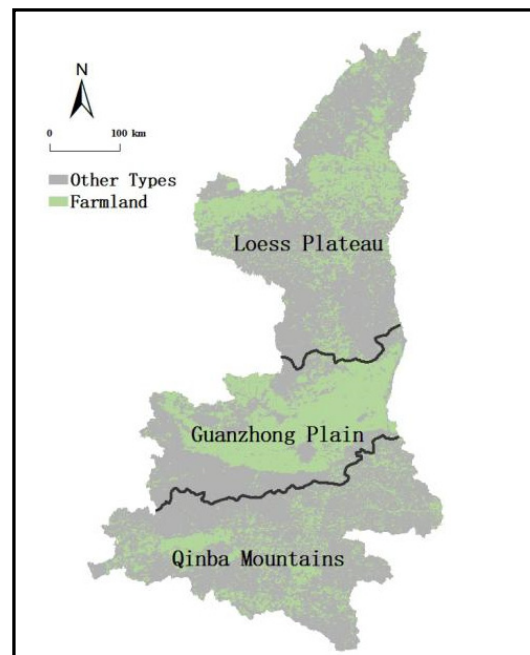 N
0 100 km
Other Types
Farmland
Loess Plateau
Guanzhong Plain
Qinba Mountains